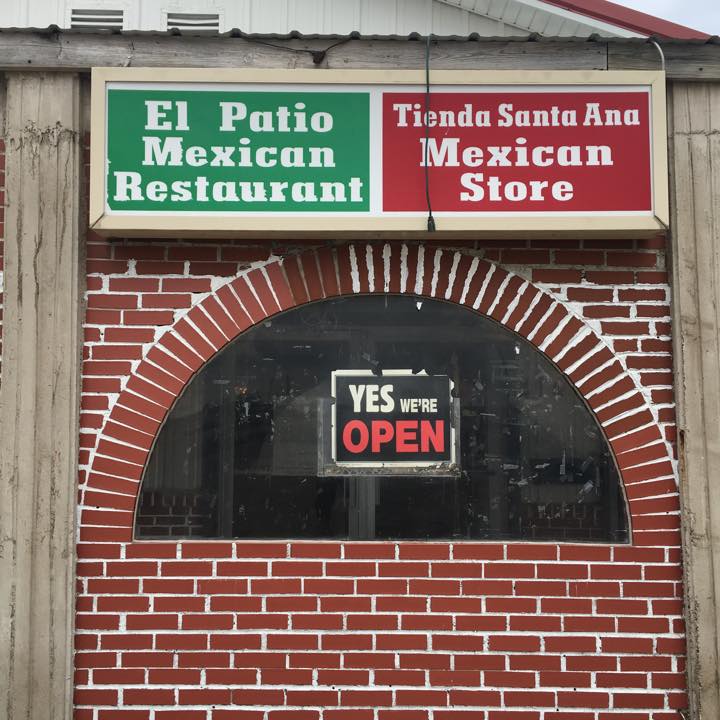 El Patio
Mexican
Restaurant
Tienda Santa Ana
Mexican
Store
YES WE'RE
OPEN